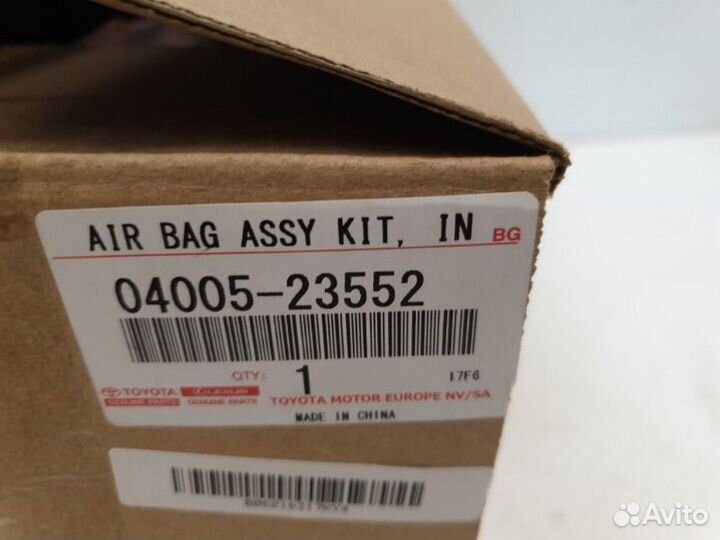 AIR BAG ASSY KIT, IN BG
04005-23552
QTY: 1 17F6
TOYOTA LEXUS
GENUINE PARTS GENUINE PARTS TOYOTA MOTOR EUROPE NV/SA
MADE IN CHINA
Avito